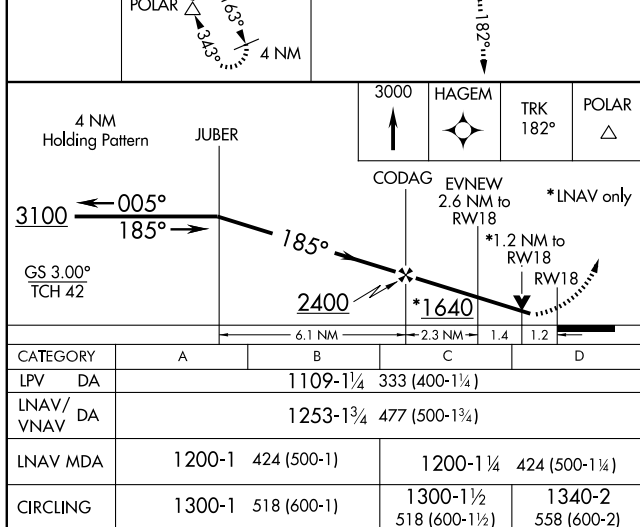 POLAR
163°
343°
4 NM
182°
4 NM
Holding Pattern
JUBER
3000
HAGEM
TRK
182°
POLAR
CODAG
EVNEW
2.6 NM to
RW18
*LNAV only
3100
005°
185°
185°
*1.2 NM to
RW18
RW18
GS 3.00°
TCH 42
2400
*1640
6.1 NM
2.3 NM
1.4
1.2
CATEGORY A B C D
LPV DA 1109-1¼ 333 (400-1¼)
LNAV/
VNAV DA 1253-1¾ 477 (500-1¾)
LNAV MDA 1200-1 424 (500-1) 1200-1¼ 424 (500-1¼)
CIRCLING 1300-1 518 (600-1) 1300-1½
518 (600-1½) 1340-2
558 (600-2)